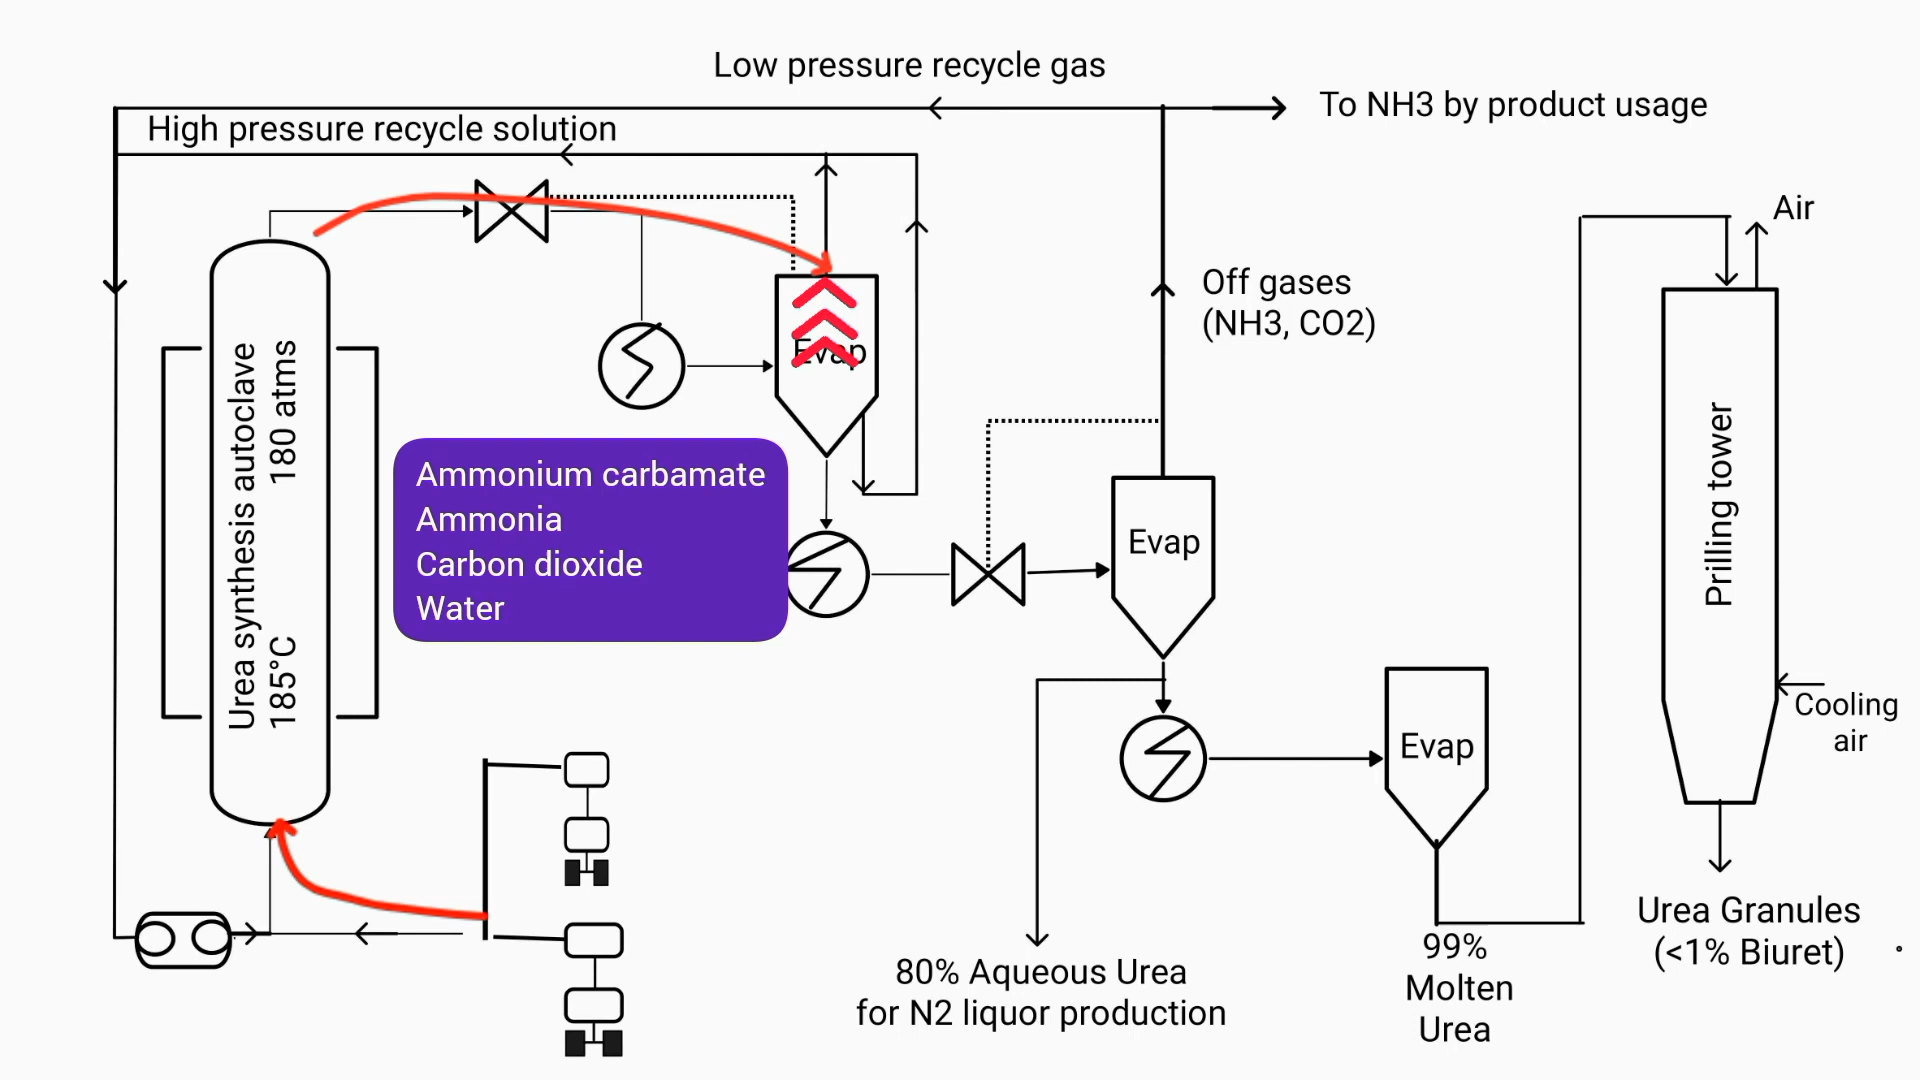 Low pressure recycle gas
To NH3 by product usage
High pressure recycle solution
Air
Off gases
(NH3, CO2)
Evap
Urea synthesis autoclave
180 atms
185°C
Ammonium carbamate
Ammonia
Carbon dioxide
Water
Evap
Prilling tower
Cooling
air
Evap
Urea Granules
(<1% Biuret)
99%
Molten
Urea
80% Aqueous Urea
for N2 liquor production